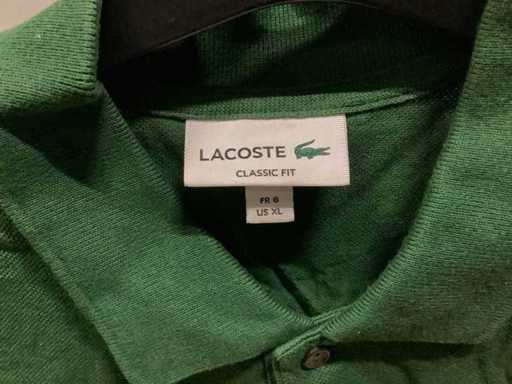 LACOSTE
CLASSIC FIT
FR 6
US XL